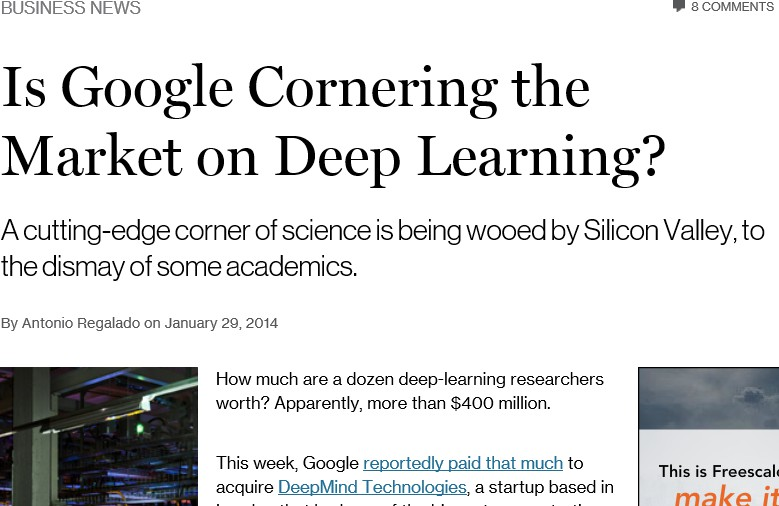 BUSINESS NEWS
8 COMMENTS
Is Google Cornering the
Market on Deep Learning?
A cutting-edge corner of science is being wooed by Silicon Valley, to
the dismay of some academics.
By Antonio Regalado on January 29, 2014
How much are a dozen deep-learning researchers
worth? Apparently, more than $400 million.
This week, Google reportedly paid that much to
acquire DeepMind Technologies, a startup based in
This is Freescal
make it